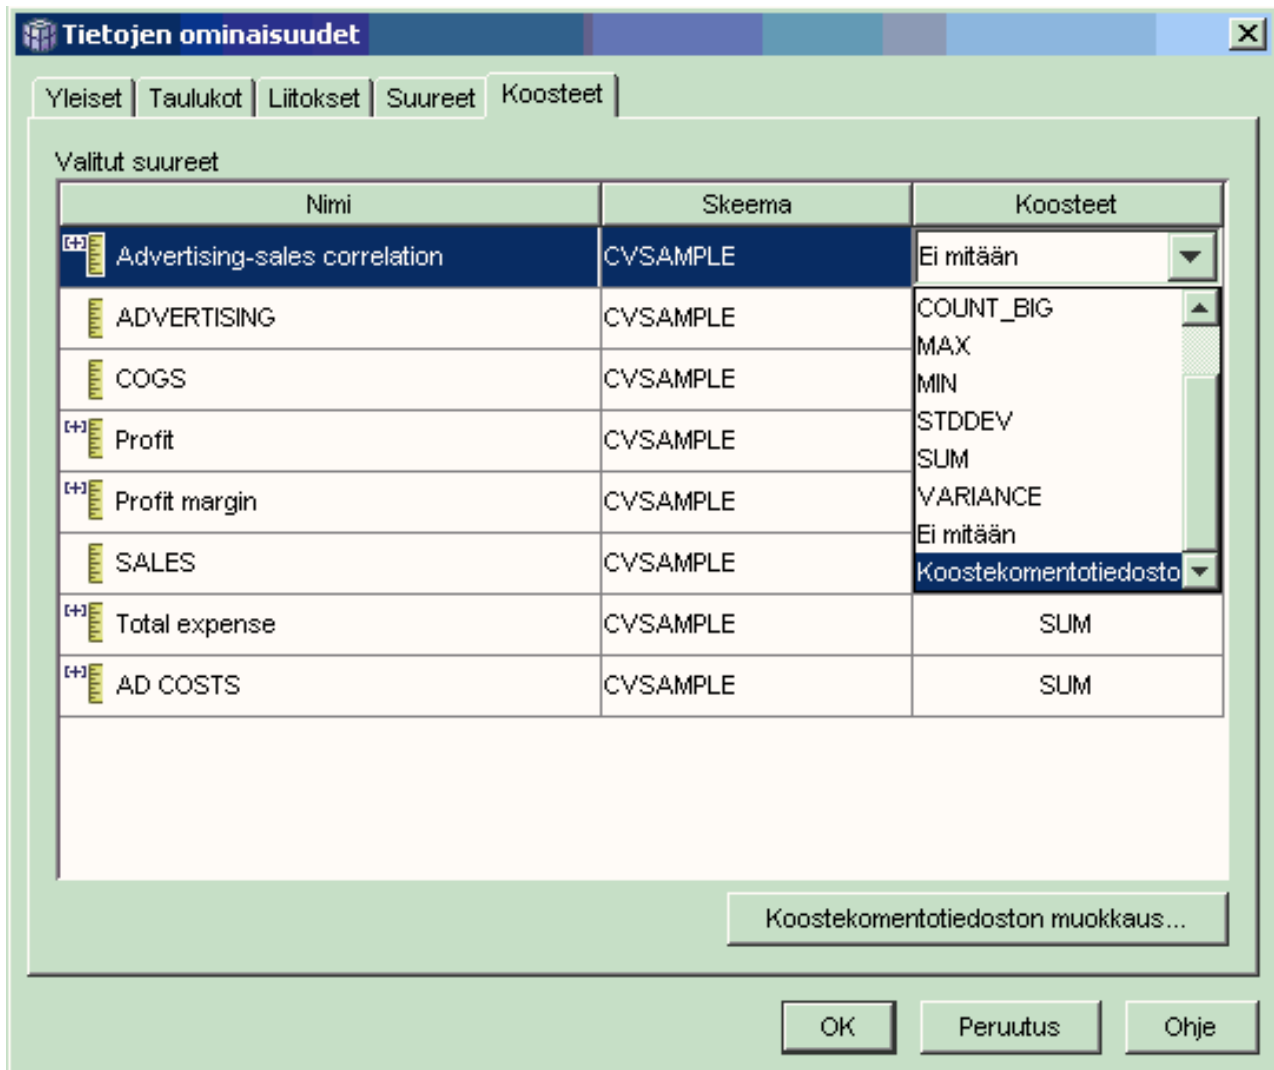 Tietojen ominaisuudet
Yleiset Taulukot Liitokset Suureet Koosteet
Valitut suureet
Nimi Skeema Koosteet
[+] Advertising-sales correlation CVSAMPLE Ei mitään
ADVERTISING CVSAMPLE COUNT_BIG
MAX
COGS CVSAMPLE MIN
STDDEV
[+] Profit CVSAMPLE SUM
[+] Profit margin CVSAMPLE VARIANCE
Ei mitään
SALES CVSAMPLE Koostekomentotiedosto
[+] Total expense CVSAMPLE SUM
[+] AD COSTS CVSAMPLE SUM
Koostekomentotiedoston muokkaus...
OK Peruutus Ohje